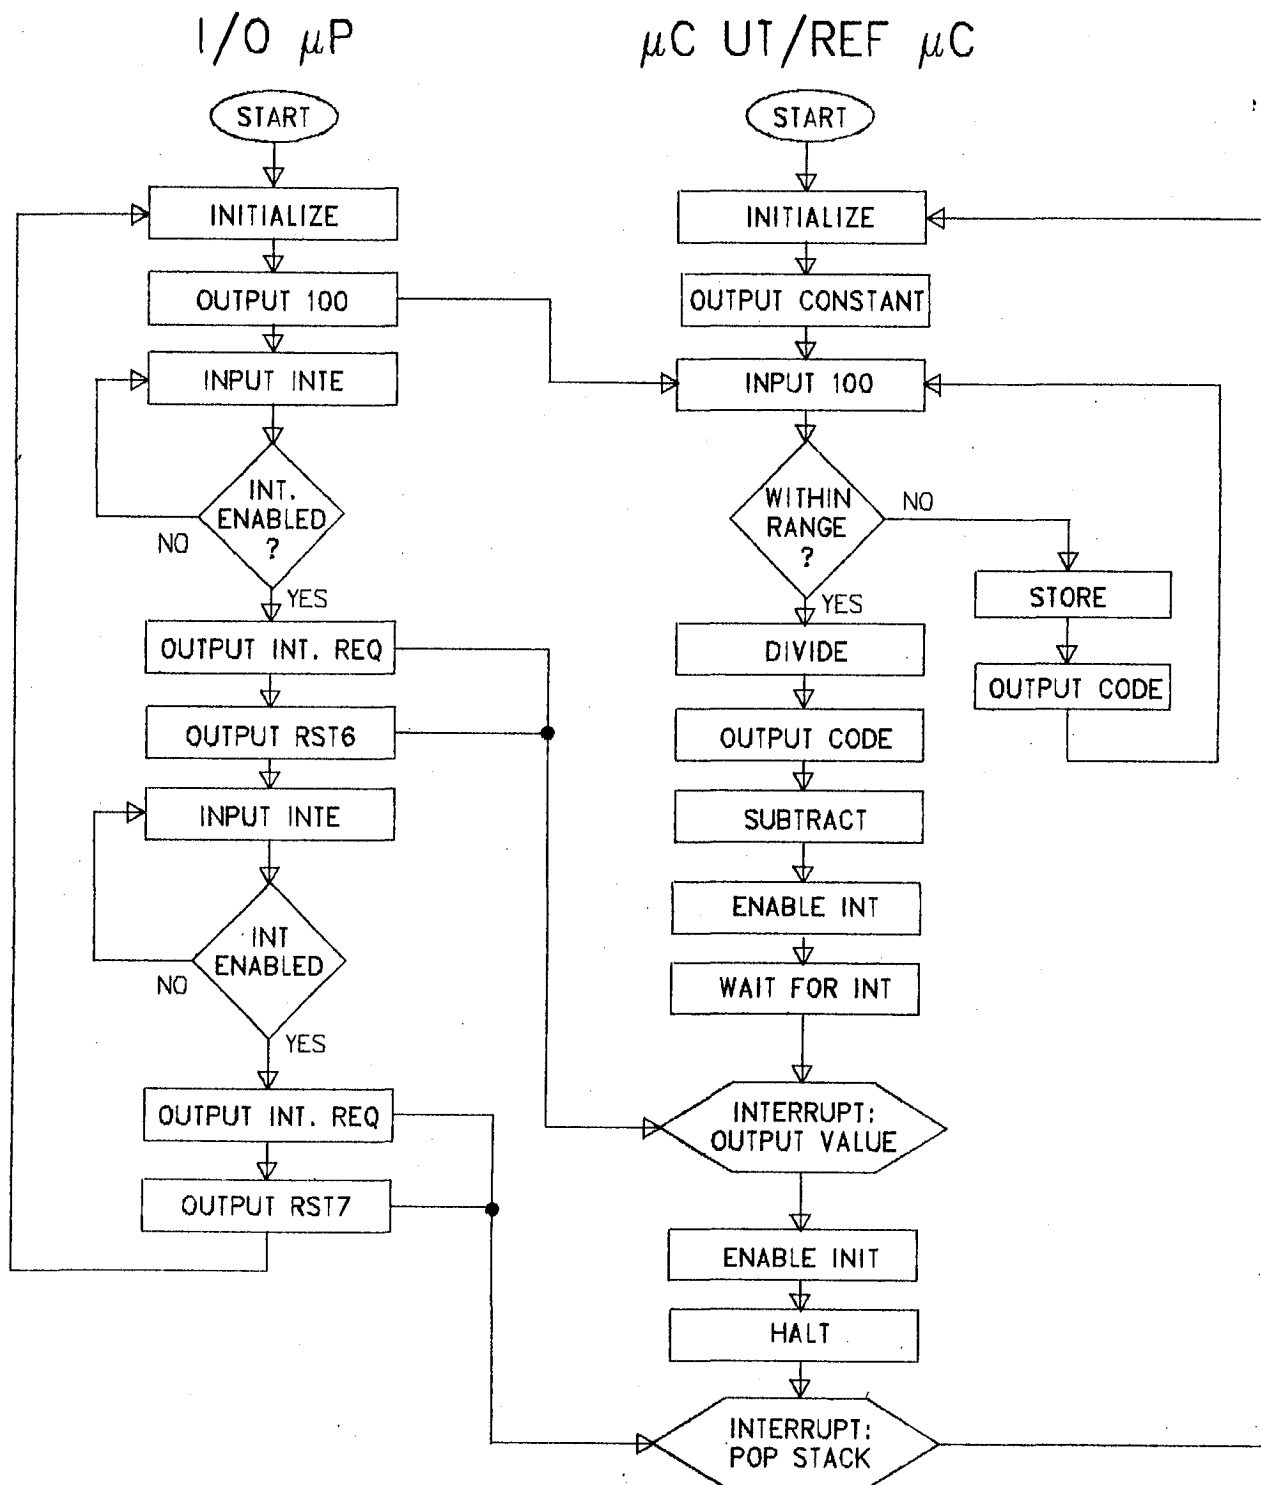 I/O µP
START
INITIALIZE
OUTPUT 100
INPUT INTE
INT.
ENABLED
?
NO
YES
OUTPUT INT. REQ
OUTPUT RST6
INPUT INTE
INT
ENABLED
NO
YES
OUTPUT INT. REQ
OUTPUT RST7
µC UT/REF µC
START
INITIALIZE
OUTPUT CONSTANT
INPUT 100
WITHIN
RANGE
?
NO
STORE
OUTPUT CODE
YES
DIVIDE
OUTPUT CODE
SUBTRACT
ENABLE INT
WAIT FOR INT
INTERRUPT:
OUTPUT VALUE
ENABLE INIT
HALT
INTERRUPT:
POP STACK